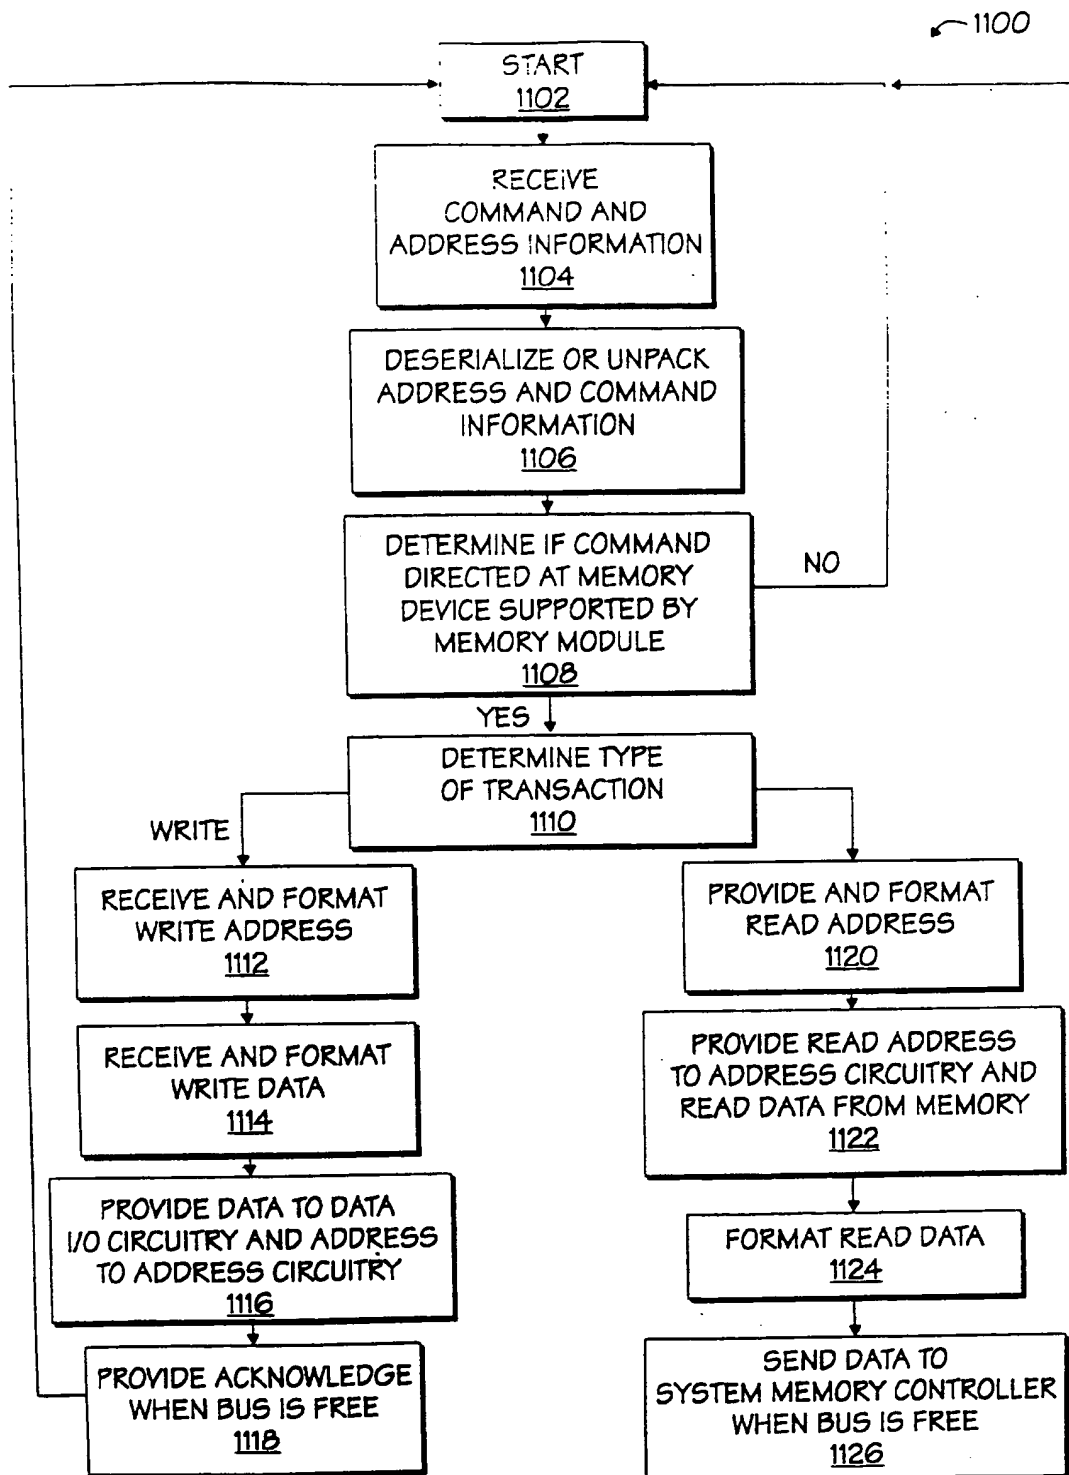 1100
START
1102
RECEIVE
COMMAND AND
ADDRESS INFORMATION
1104
DESERIALIZE OR UNPACK
ADDRESS AND COMMAND
INFORMATION
1106
DETERMINE IF COMMAND
DIRECTED AT MEMORY
DEVICE SUPPORTED BY
MEMORY MODULE
1108
NO
YES
DETERMINE TYPE
OF TRANSACTION
1110
WRITE
RECEIVE AND FORMAT
WRITE ADDRESS
1112
RECEIVE AND FORMAT
WRITE DATA
1114
PROVIDE DATA TO DATA
I/O CIRCUITRY AND ADDRESS
TO ADDRESS CIRCUITRY
1116
PROVIDE ACKNOWLEDGE
WHEN BUS IS FREE
1118
PROVIDE AND FORMAT
READ ADDRESS
1120
PROVIDE READ ADDRESS
TO ADDRESS CIRCUITRY AND
READ DATA FROM MEMORY
1122
FORMAT READ DATA
1124
SEND DATA TO
SYSTEM MEMORY CONTROLLER
WHEN BUS IS FREE
1126